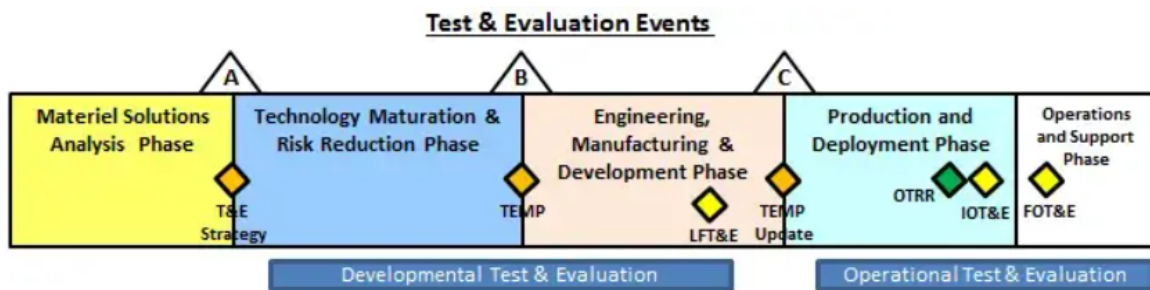 Test & Evaluation Events
A
B
C
Materiel Solutions
Analysis Phase
Technology Maturation &
Risk Reduction Phase
Engineering,
Manufacturing &
Development Phase
Production and
Deployment Phase
Operations
and Support
Phase
T&E
Strategy
TEMP
LFT&E
TEMP
Update
OTRR
IOT&E
FOT&E
Developmental Test & Evaluation
Operational Test & Evaluation